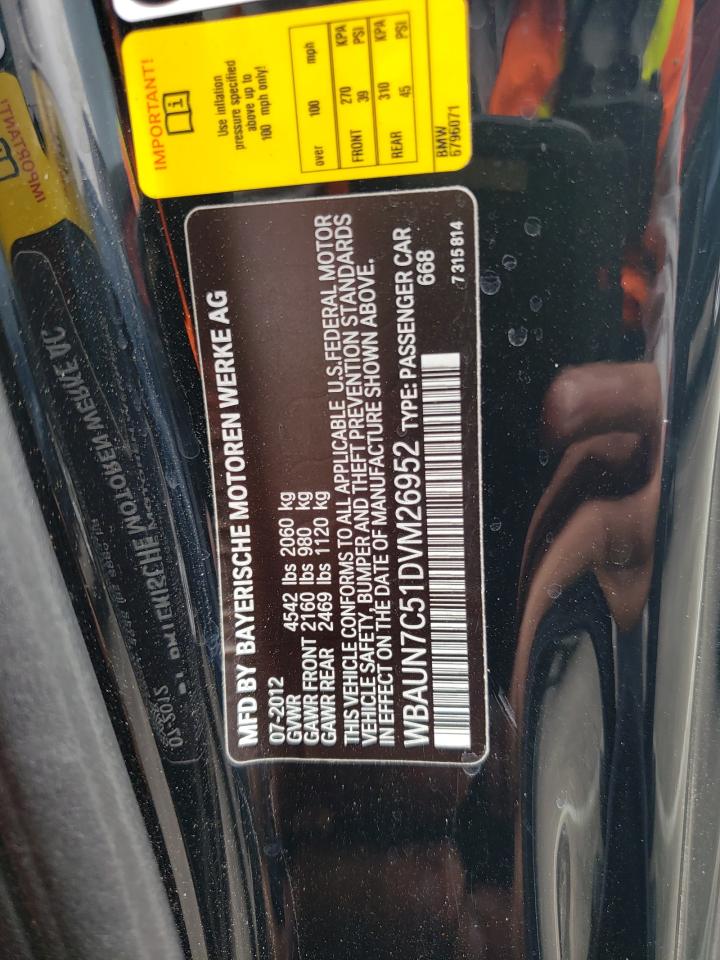 IMPORTANT!
Use inflation
pressure specified
above up to
100 mph only!
over 100 mph
FRONT 270 KPA
39 PSI
REAR 310 KPA
45 PSI
BMW
6796071
MFD BY BAYERISCHE MOTOREN WERKE AG
07-2012
GVWR 4542 lbs 2060 kg
GAWR FRONT 2160 lbs 980 kg
GAWR REAR 2469 lbs 1120 kg
THIS VEHICLE CONFORMS TO ALL APPLICABLE U.S.FEDERAL MOTOR
VEHICLE SAFETY, BUMPER AND THEFT PREVENTION STANDARDS
IN EFFECT ON THE DATE OF MANUFACTURE SHOWN ABOVE.
WBAUN7C51DVM26952 TYPE: PASSENGER CAR
668
7 315 814